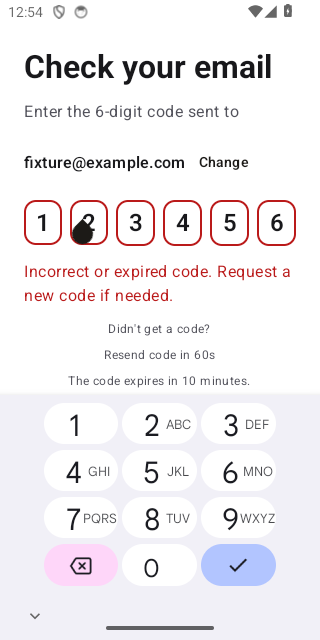 12:54
Check your email
Enter the 6-digit code sent to
fixture@example.com Change
1 2 3 4 5 6
Incorrect or expired code. Request a
new code if needed.
Didn't get a code?
Resend code in 60s
The code expires in 10 minutes.
1 2 ABC 3 DEF
4 GHI 5 JKL 6 MNO
7 PQRS 8 TUV 9 WXYZ
0